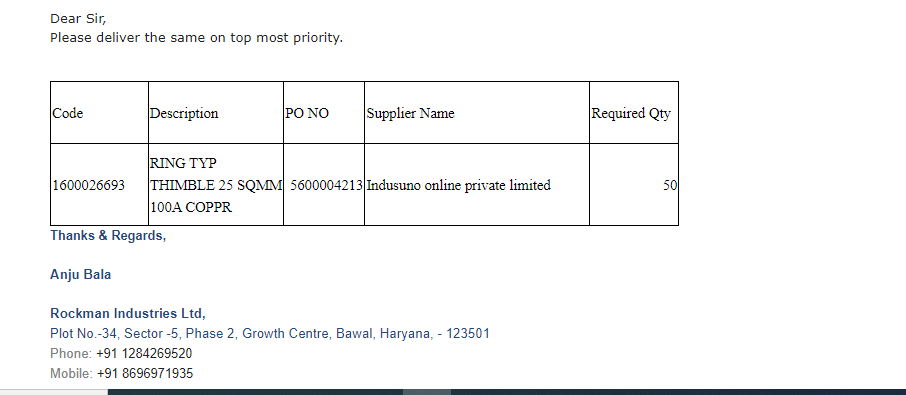 Dear Sir,
Please deliver the same on top most priority.
Code Description PO NO Supplier Name Required Qty
RING TYP
1600026693 THIMBLE 25 SQMM 5600004213 Indusuno online private limited 50
100A COPPR
Thanks & Regards,
Anju Bala
Rockman Industries Ltd,
Plot No.-34, Sector -5, Phase 2, Growth Centre, Bawal, Haryana, - 123501
Phone: +91 1284269520
Mobile: +91 8696971935